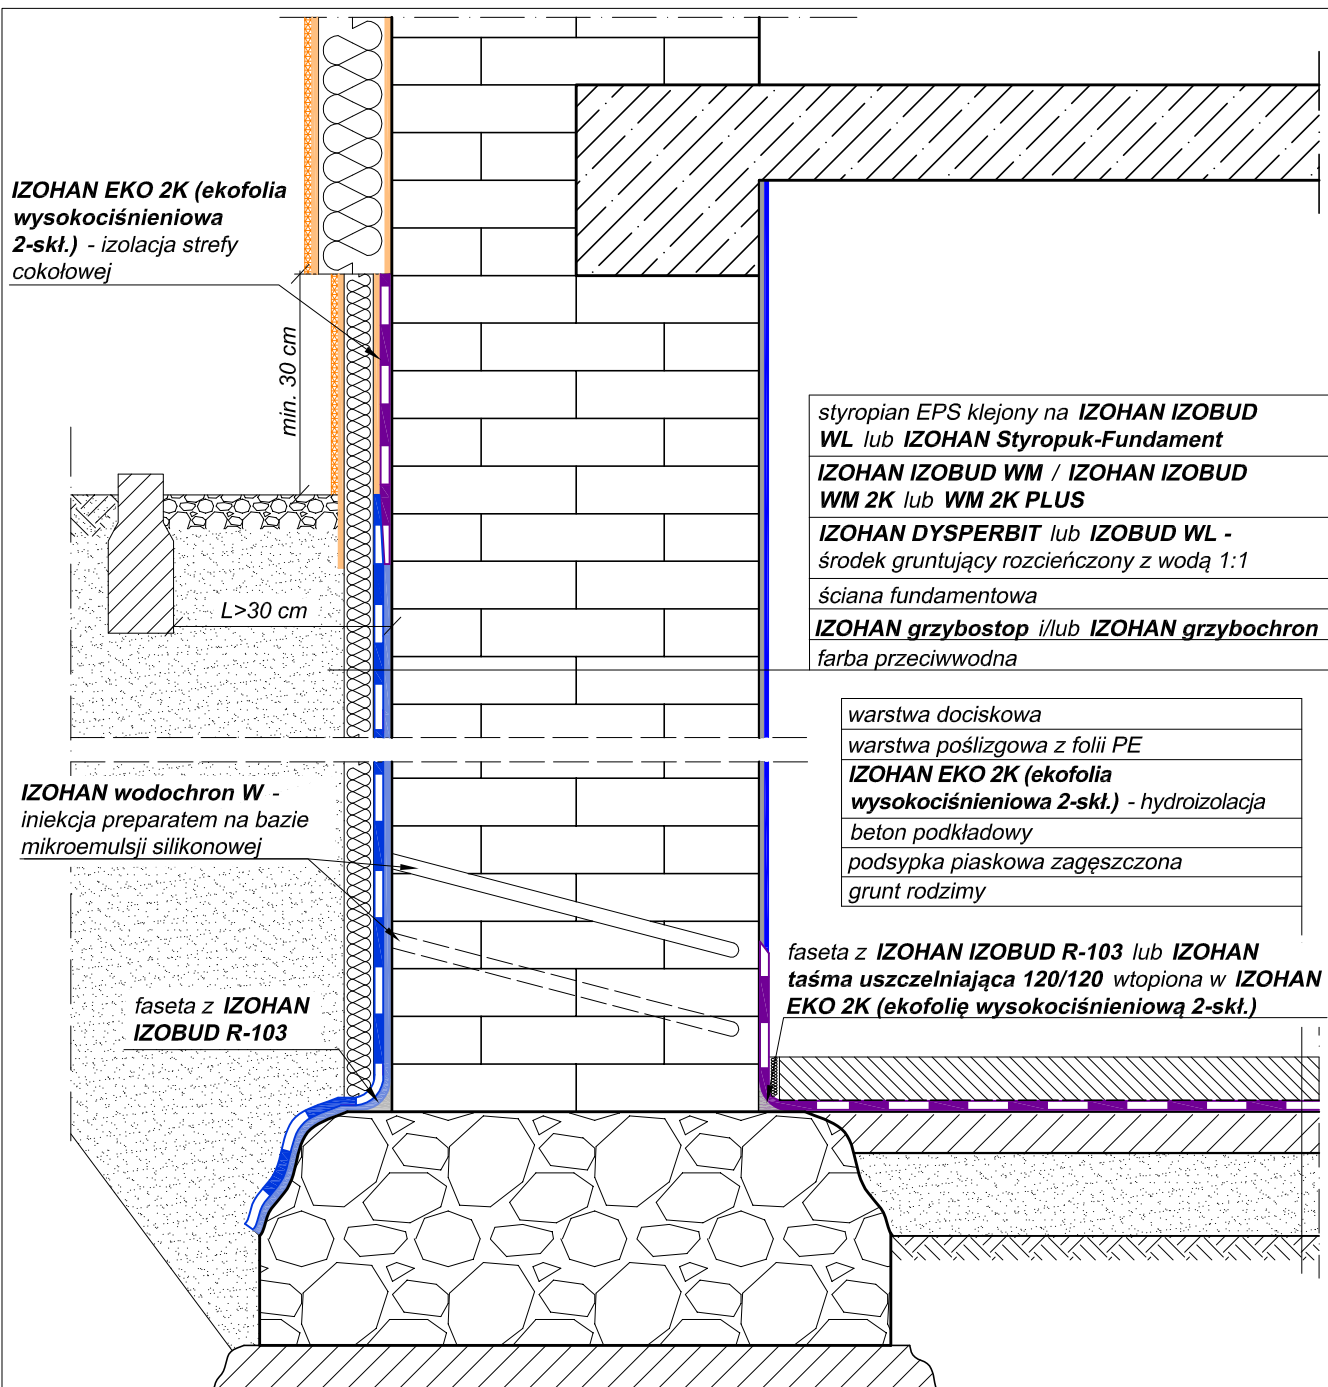 IZOHAN EKO 2K (ekofolia
wysokociśnieniowa
2-skł.) - izolacja strefy
cokołowej
min. 30 cm
L>30 cm
styropian EPS klejony na IZOHAN IZOBUD
WL lub IZOHAN Styropuk-Fundament
IZOHAN IZOBUD WM / IZOHAN IZOBUD
WM 2K lub WM 2K PLUS
IZOHAN DYSPERBIT lub IZOBUD WL -
środek gruntujący rozcieńczony z wodą 1:1
ściana fundamentowa
IZOHAN grzybostop i/lub IZOHAN grzybochron
farba przeciwwodna
warstwa dociskowa
warstwa poślizgowa z folii PE
IZOHAN EKO 2K (ekofolia
wysokociśnieniowa 2-skł.) - hydroizolacja
beton podkładowy
podsypka piaskowa zagęszczona
grunt rodzimy
IZOHAN wodochron W -
iniekcja preparatem na bazie
mikroemulsji silikonowej
faseta z IZOHAN IZOBUD R-103 lub IZOHAN
taśma uszczelniająca 120/120 wtopiona w IZOHAN
EKO 2K (ekofolię wysokociśnieniową 2-skł.)
faseta z IZOHAN
IZOBUD R-103